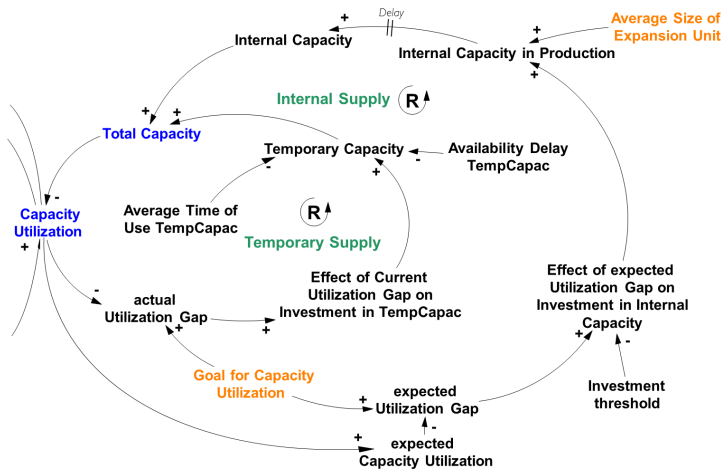 Delay
+
Average Size of
Expansion Unit
Internal Capacity
+
+
Internal Capacity in Production
+
Internal Supply
R
+
+
Total Capacity
Temporary Capacity
-
Availability Delay
TempCapac
-
+
-
Average Time of
Use TempCapac
R
Temporary Supply
Capacity
Utilization
+
-
actual
Utilization Gap
+
+
Effect of Current
Utilization Gap on
Investment in TempCapac
Effect of expected
Utilization Gap on
Investment in Internal
Capacity
+
-
Goal for Capacity
Utilization
Investment
threshold
+
expected
Utilization Gap
-
+
expected
Capacity Utilization